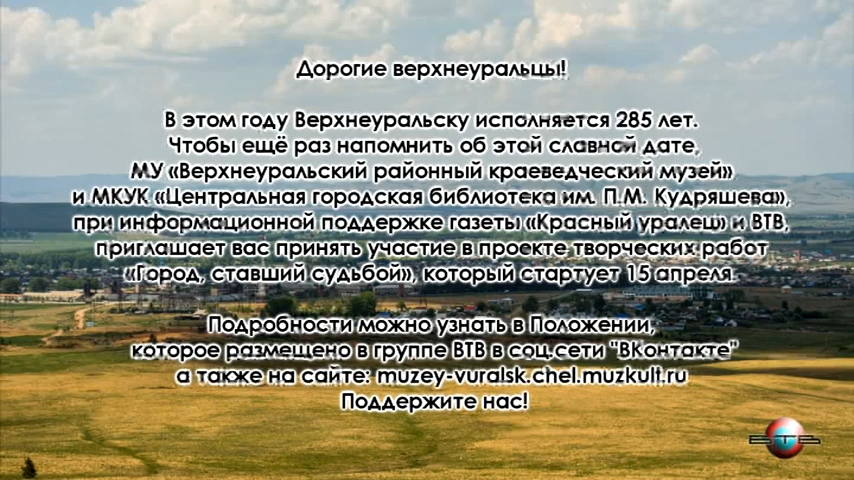 Дорогие верхнеуральцы!
В этом году Верхнеуральску исполняется 285 лет.
Чтобы ещё раз напомнить об этой славной дате,
МУ «Верхнеуральский районный краеведческий музей»
и МКУК «Центральная городская библиотека им. П.М. Кудряшева»,
при информационной поддержке газеты «Красный уралец» и ВТВ,
приглашает вас принять участие в проекте творческих работ
«Город, ставший судьбой», который стартует 15 апреля.
Подробности можно узнать в Положении,
которое размещено в группе ВТВ в соц.сети "ВКонтакте"
а также на сайте: muzey-vuralsk.chel.muzkult.ru
Поддержите нас!
ВТВ